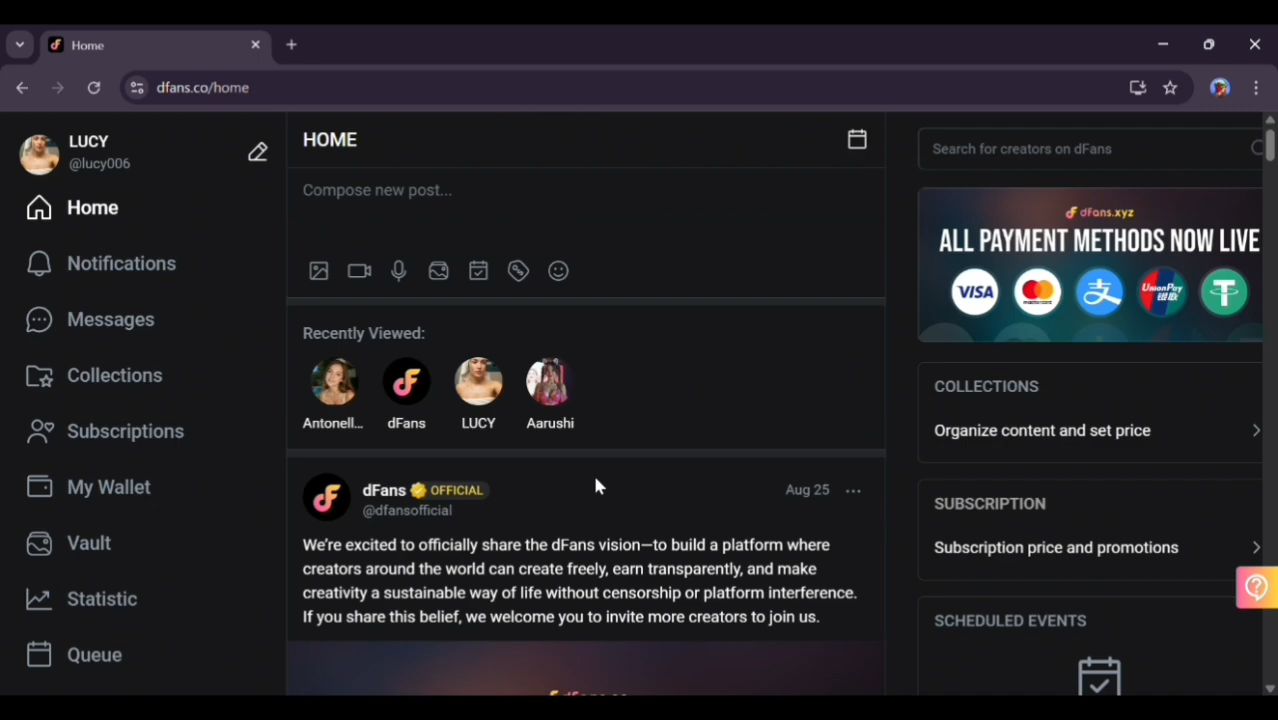 Home
dfans.co/home
LUCY
@lucy006
Home
Notifications
Messages
Collections
Subscriptions
My Wallet
Vault
Statistic
Queue
HOME
Compose new post...
Recently Viewed:
Antonell... dFans LUCY Aarushi
dFans OFFICIAL Aug 25
@dfansofficial
We're excited to officially share the dFans vision—to build a platform where
creators around the world can create freely, earn transparently, and make
creativity a sustainable way of life without censorship or platform interference.
If you share this belief, we welcome you to invite more creators to join us.
Search for creators on dFans
dFans.xyz
ALL PAYMENT METHODS NOW LIVE
VISA mastercard 支 UnionPay 银联
COLLECTIONS
Organize content and set price
SUBSCRIPTION
Subscription price and promotions
SCHEDULED EVENTS